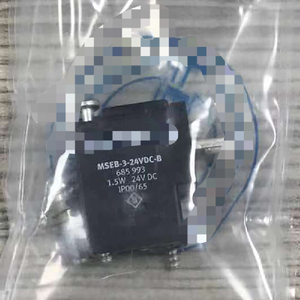 MSEB-3-24VDC-B
685 993
1.5W 24V DC
IP00/65